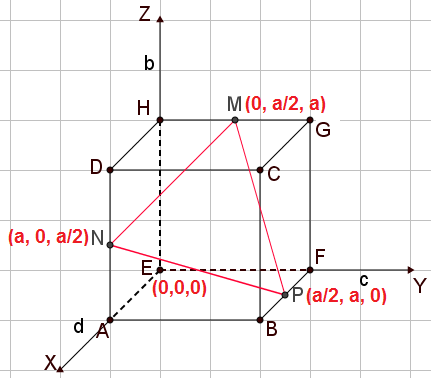 Z
b
H
M (0, a/2, a)
G
D
C
(a, 0, a/2) N
E
F
(0,0,0)
c
Y
P (a/2, a, 0)
d
A
B
X